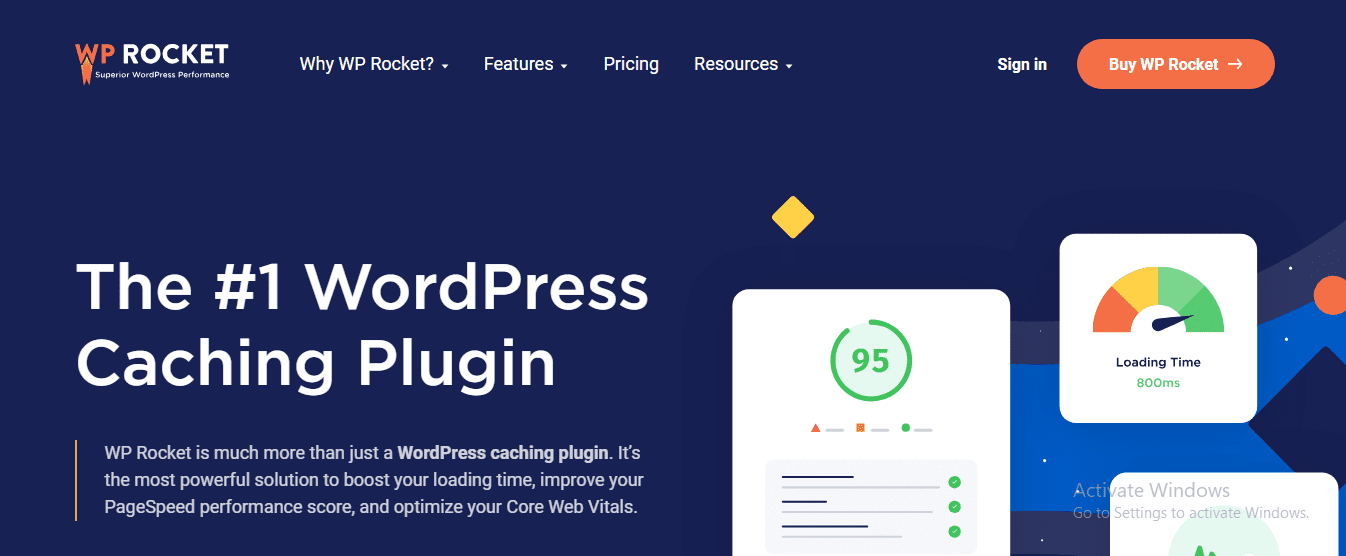 WP ROCKET
Superior WordPress Performance
Why WP Rocket?
Features
Pricing
Resources
Sign in
Buy WP Rocket →
The #1 WordPress
Caching Plugin
WP Rocket is much more than just a WordPress caching plugin. It’s
the most powerful solution to boost your loading time, improve your
PageSpeed performance score, and optimize your Core Web Vitals.
95
Loading Time
800ms
Activate Windows
Go to Settings to activate Windows.